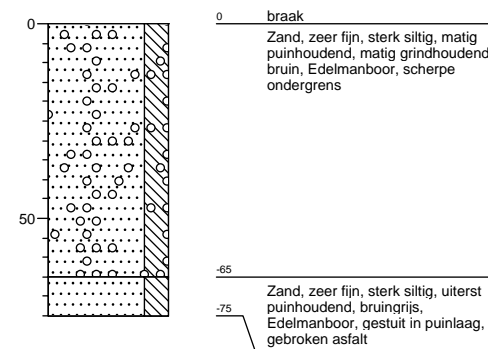 0
0
braak
Zand, zeer fijn, sterk siltig, matig
puinhoudend, matig grindhoudend
bruin, Edelmanboor, scherpe
ondergrens
50
-65
Zand, zeer fijn, sterk siltig, uiterst
-75
puinhoudend, bruingrijs,
Edelmanboor, gestuit in puinlaag,
gebroken asfalt